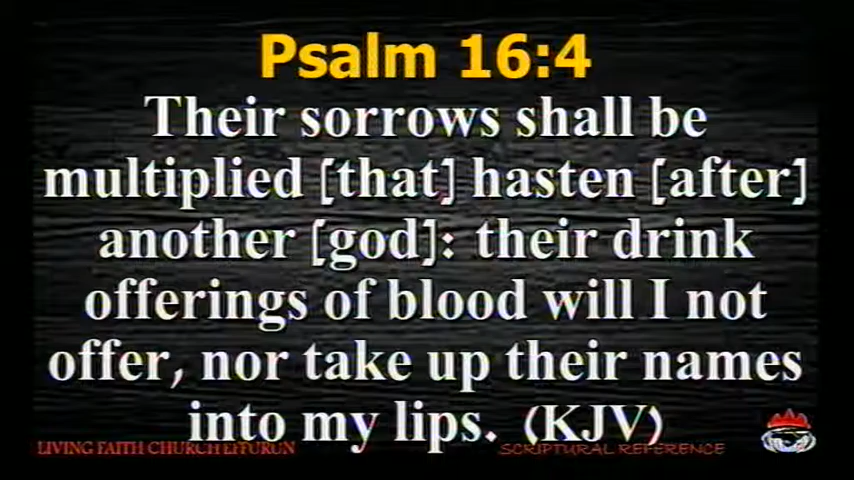 Psalm 16:4
Their sorrows shall be
multiplied [that] hasten [after]
another [god]: their drink
offerings of blood will I not
offer, nor take up their names
into my lips. (KJV)
LIVING FAITH CHURCH EFFURUN
SCRIPTURAL REFERENCE